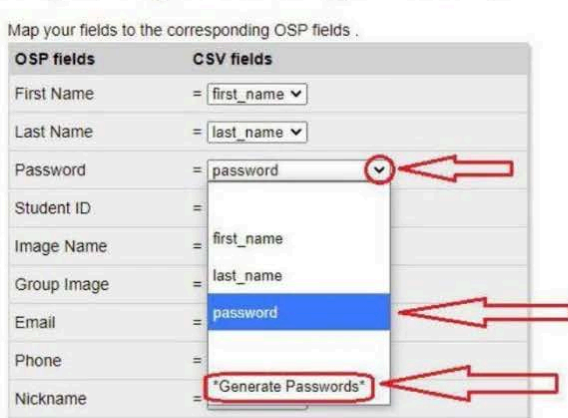 Map your fields to the corresponding OSP fields .
OSP fields CSV fields
First Name = first_name
Last Name = last_name
Password = password
Student ID =
first_name
Image Name =
last_name
Group Image =
password
Email =
Phone =
*Generate Passwords*
Nickname =